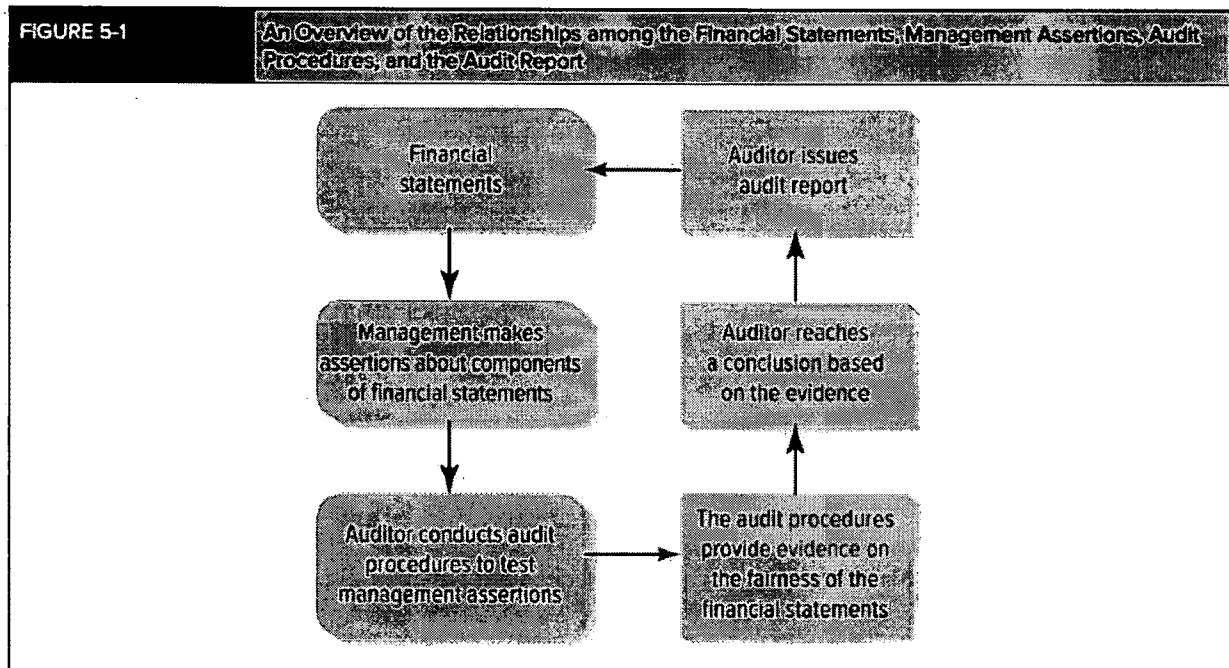 FIGURE 5-1
An Overview of the Relationships among the Financial Statements, Management Assertions, Audit
Procedures, and the Audit Report
Financial
statements
Management makes
assertions about components
of financial statements
Auditor conducts audit
procedures to test
management assertions
The audit procedures
provide evidence on
the fairness of the
financial statements
Auditor reaches
a conclusion based
on the evidence
Auditor issues
audit report